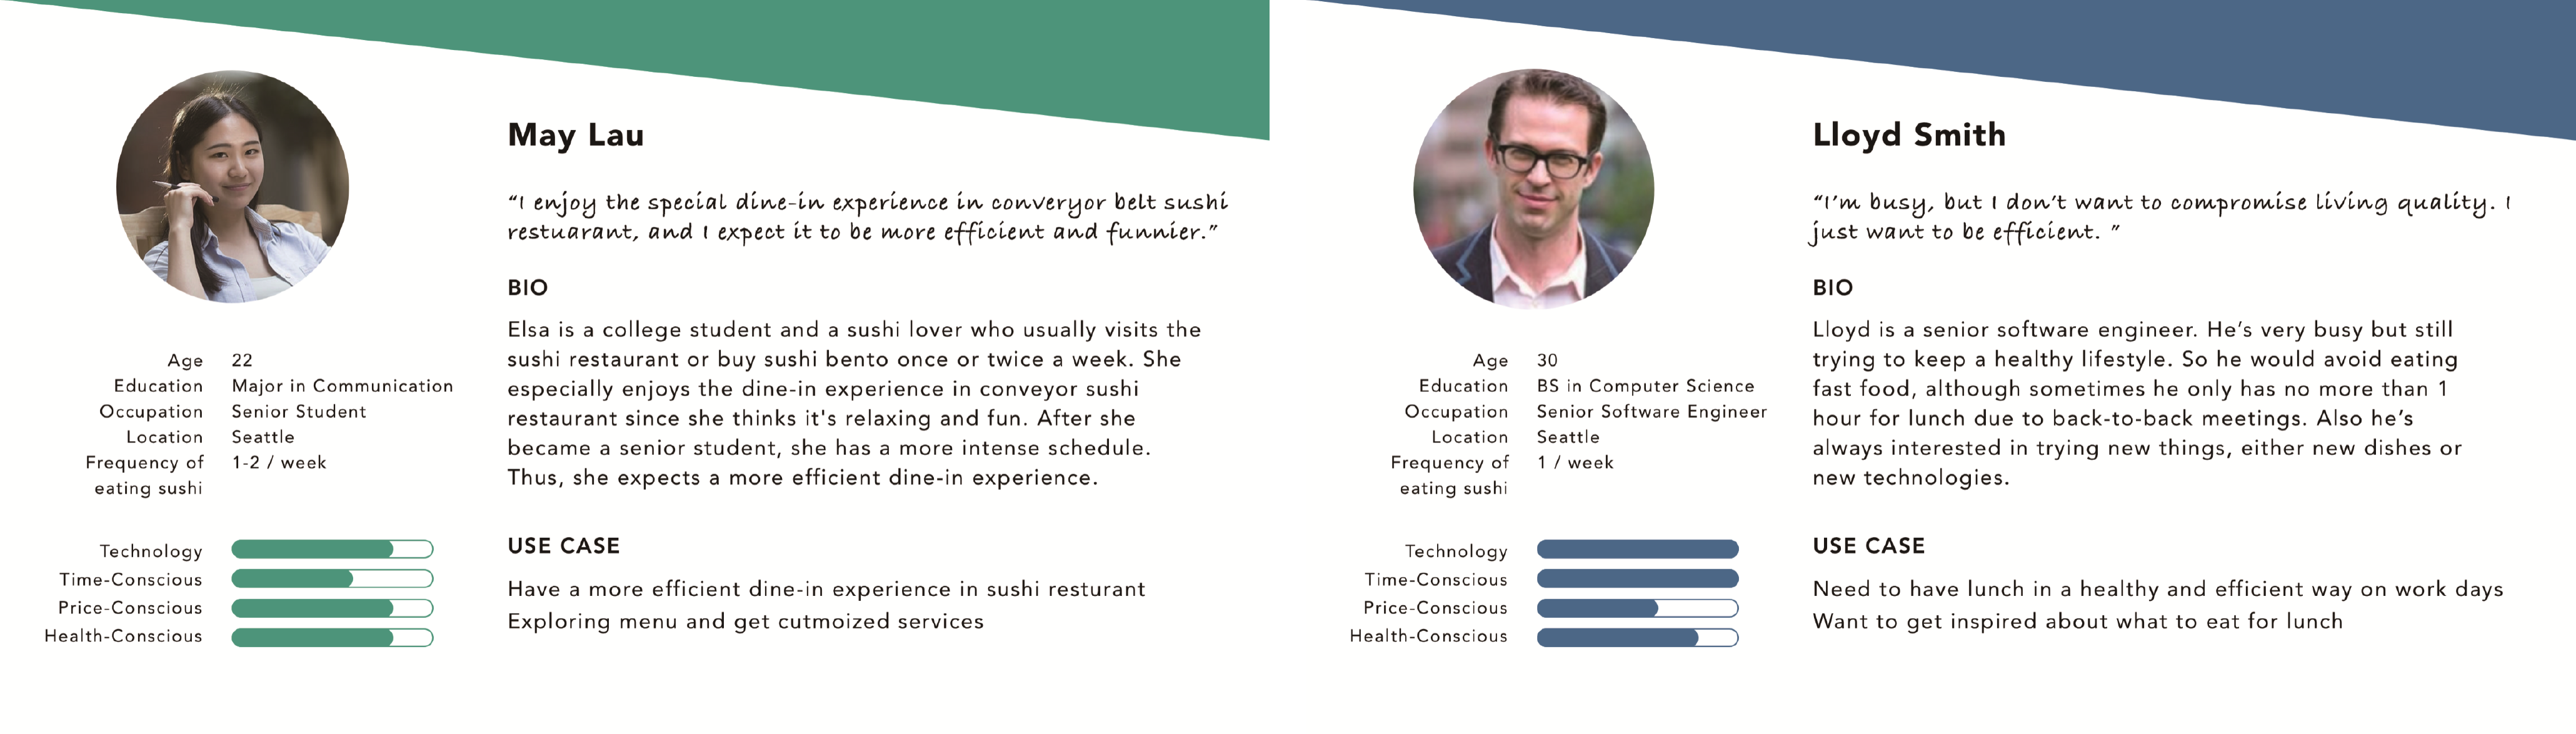 May Lau
“I enjoy the special dine-in experience in converyor belt sushi
restuarant, and I expect it to be more efficient and funnier.”
BIO
Elsa is a college student and a sushi lover who usually visits the
sushi restaurant or buy sushi bento once or twice a week. She
especially enjoys the dine-in experience in conveyor sushi
restaurant since she thinks it's relaxing and fun. After she
became a senior student, she has a more intense schedule.
Thus, she expects a more efficient dine-in experience.
USE CASE
Have a more efficient dine-in experience in sushi resturant
Exploring menu and get cutmoized services
Age 22
Education Major in Communication
Occupation Senior Student
Location Seattle
Frequency of 1-2 / week
eating sushi
Technology
Time-Conscious
Price-Conscious
Health-Conscious
Lloyd Smith
“I’m busy, but I don’t want to compromise living quality. I
just want to be efficient. ”
BIO
Lloyd is a senior software engineer. He’s very busy but still
trying to keep a healthy lifestyle. So he would avoid eating
fast food, although sometimes he only has no more than 1
hour for lunch due to back-to-back meetings. Also he’s
always interested in trying new things, either new dishes or
new technologies.
USE CASE
Need to have lunch in a healthy and efficient way on work days
Want to get inspired about what to eat for lunch
Age 30
Education BS in Computer Science
Occupation Senior Software Engineer
Location Seattle
Frequency of 1 / week
eating sushi
Technology
Time-Conscious
Price-Conscious
Health-Conscious